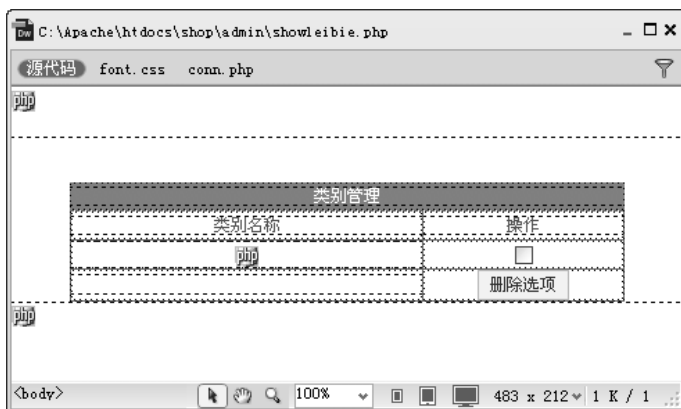 Dw C:\Apache\htdocs\shop\admin\showleibie.php
源代码 font.css conn.php
php
类别管理
类别名称 操作
php
删除选项
php
<body> 100% 483 x 212 1 K / 1